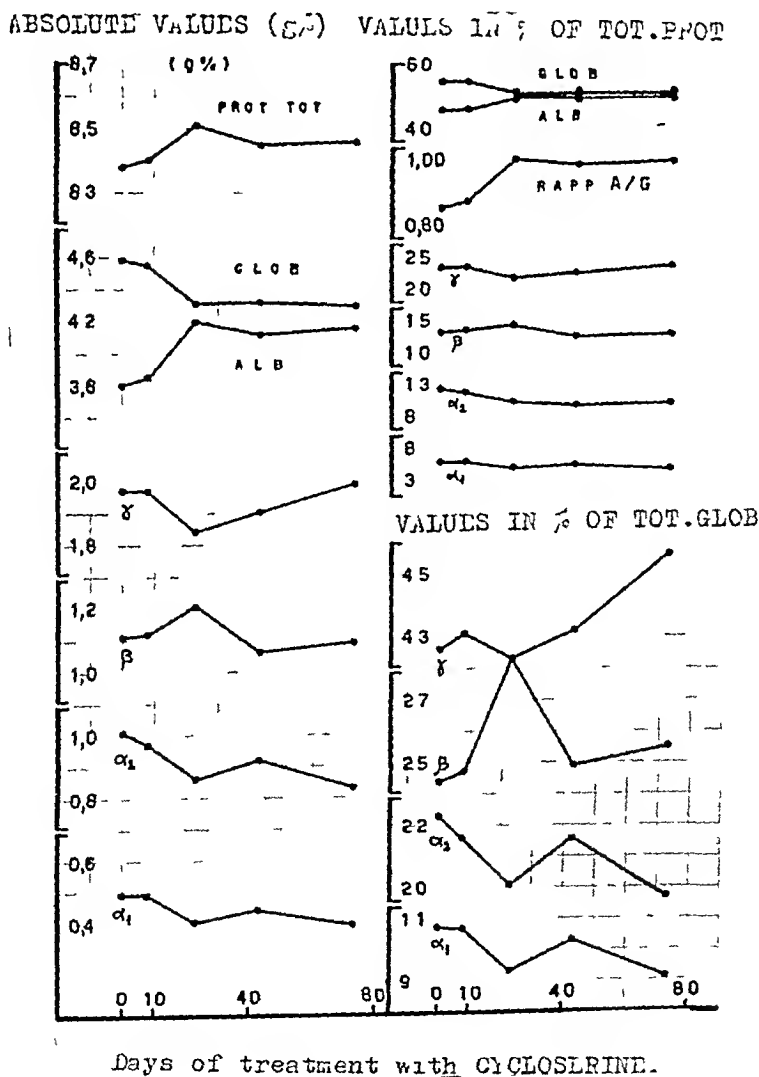 ABSOLUTE VALUES (g%) VALULS IN % OF TOT.PROT
8,7
(g%)
PROT TOT
8,5
8,3
4,6
GLOB
4,2
ALB
3,8
2,0
γ
1,8
1,2
β
1,0
1,0
α₂
0,8
0,6
α₁
0,4
0 10 40 80
60
GLOB
ALB
40
1,00
RAPP A/G
0,80
25
γ
20
15
β
10
13
α₂
8
8
α₁
3
VALUES IN % OF TOT.GLOB
45
43
γ
27
25
β
22
α₂
20
11
α₁
9
0 10 40 80
Days of treatment with CYCLOSERINE.